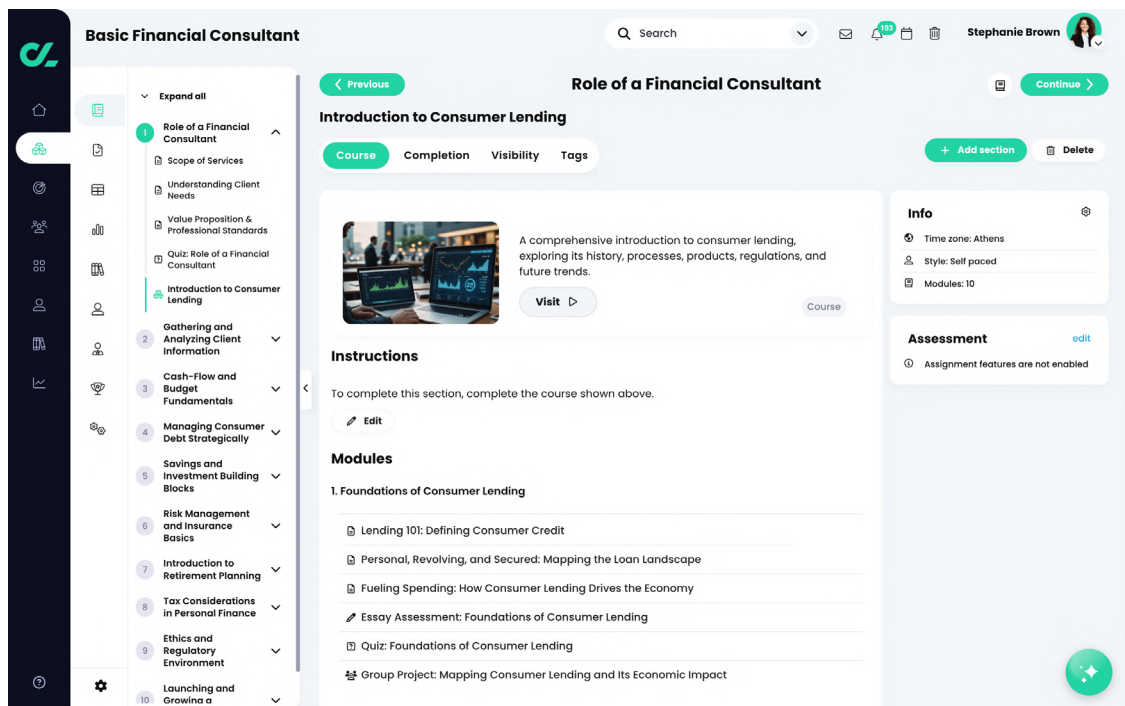 Basic Financial Consultant
Search
193
Stephanie Brown
Expand all
1
Role of a Financial
Consultant
Scope of Services
Understanding Client
Needs
Value Proposition &
Professional Standards
Quiz: Role of a Financial
Consultant
Introduction to Consumer
Lending
2
Gathering and
Analyzing Client
Information
3
Cash-Flow and
Budget
Fundamentals
4
Managing Consumer
Debt Strategically
5
Savings and
Investment Building
Blocks
6
Risk Management
and Insurance
Basics
7
Introduction to
Retirement Planning
8
Tax Considerations
in Personal Finance
9
Ethics and
Regulatory
Environment
10
Launching and
Growing a
Previous
Role of a Financial Consultant
Continue
Introduction to Consumer Lending
Course
Completion
Visibility
Tags
+ Add section
Delete
A comprehensive introduction to consumer lending,
exploring its history, processes, products, regulations, and
future trends.
Visit
Course
Instructions
To complete this section, complete the course shown above.
Edit
Modules
1. Foundations of Consumer Lending
Lending 101: Defining Consumer Credit
Personal, Revolving, and Secured: Mapping the Loan Landscape
Fueling Spending: How Consumer Lending Drives the Economy
Essay Assessment: Foundations of Consumer Lending
Quiz: Foundations of Consumer Lending
Group Project: Mapping Consumer Lending and Its Economic Impact
Info
Time zone: Athens
Style: Self paced
Modules: 10
Assessment
edit
Assignment features are not enabled